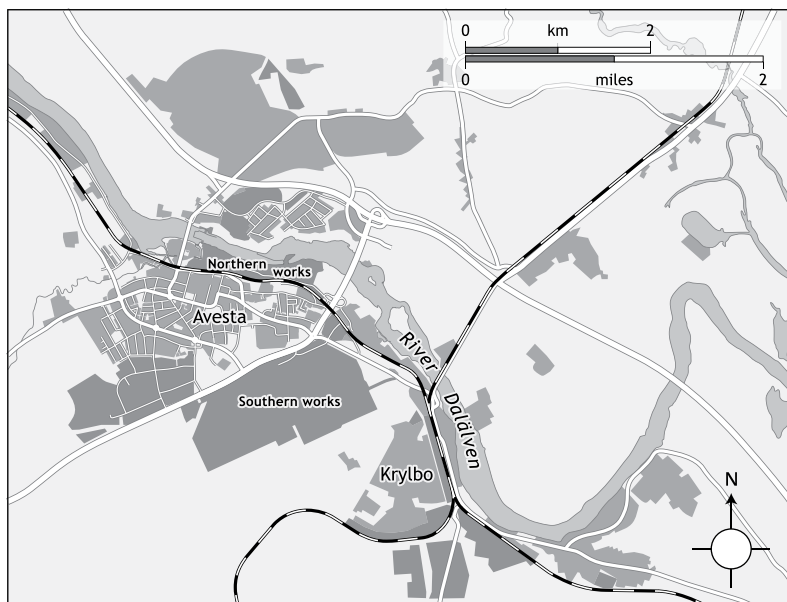 0 km 2
0 miles 2
Northern works
Avesta
River
Dalälven
Southern works
Krylbo
N